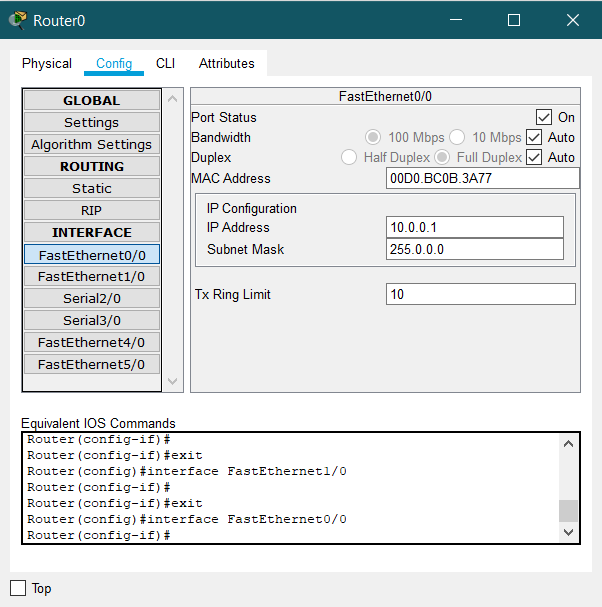 Router0
Physical Config CLI Attributes
GLOBAL
Settings
Algorithm Settings
ROUTING
Static
RIP
INTERFACE
FastEthernet0/0
FastEthernet1/0
Serial2/0
Serial3/0
FastEthernet4/0
FastEthernet5/0
FastEthernet0/0
Port Status On
Bandwidth 100 Mbps 10 Mbps Auto
Duplex Half Duplex Full Duplex Auto
MAC Address 00D0.BC0B.3A77
IP Configuration
IP Address 10.0.0.1
Subnet Mask 255.0.0.0
Tx Ring Limit 10
Equivalent IOS Commands
Router(config-if)#
Router(config-if)#exit
Router(config)#interface FastEthernet1/0
Router(config-if)#
Router(config-if)#exit
Router(config)#interface FastEthernet0/0
Router(config-if)#
Top